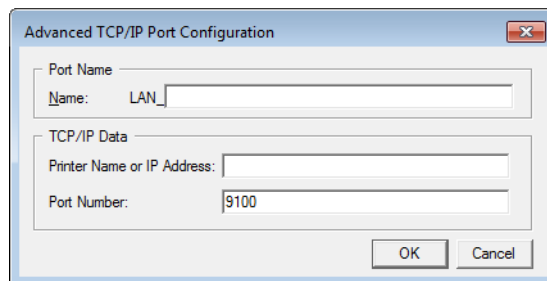 Advanced TCP/IP Port Configuration
Port Name
Name: LAN_
TCP/IP Data
Printer Name or IP Address:
Port Number: 9100
OK Cancel